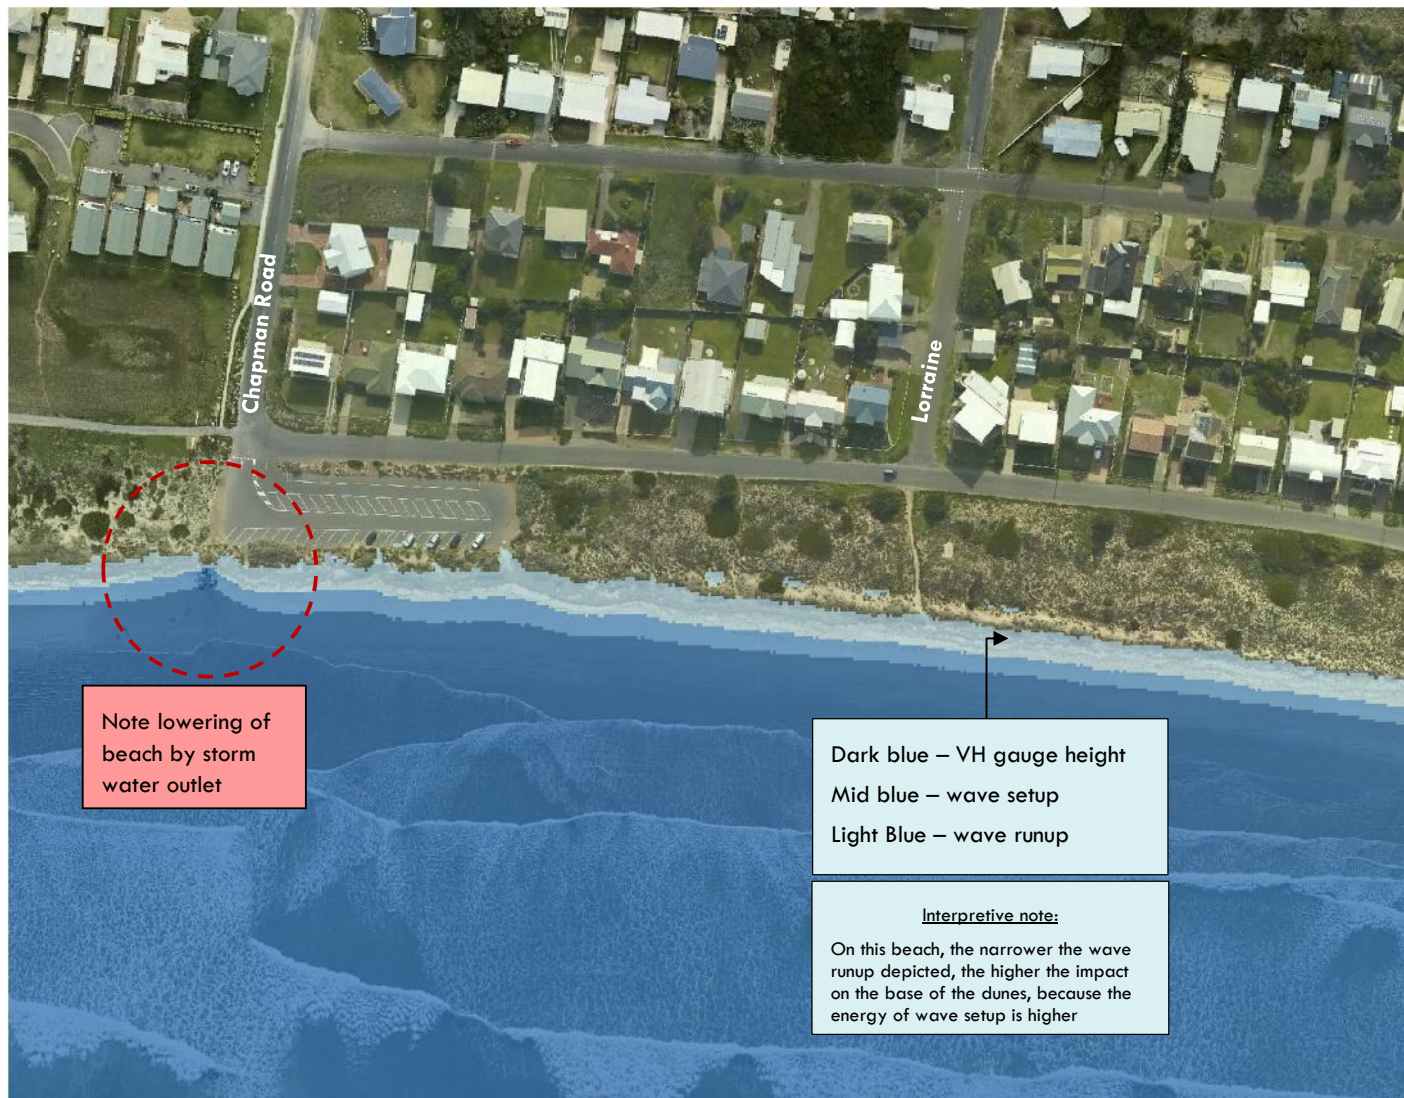 Chapman Road
Lorraine
Note lowering of
beach by storm
water outlet
Dark blue – VH gauge height
Mid blue – wave setup
Light Blue – wave runup
Interpretive note:
On this beach, the narrower the wave
runup depicted, the higher the impact
on the base of the dunes, because the
energy of wave setup is higher